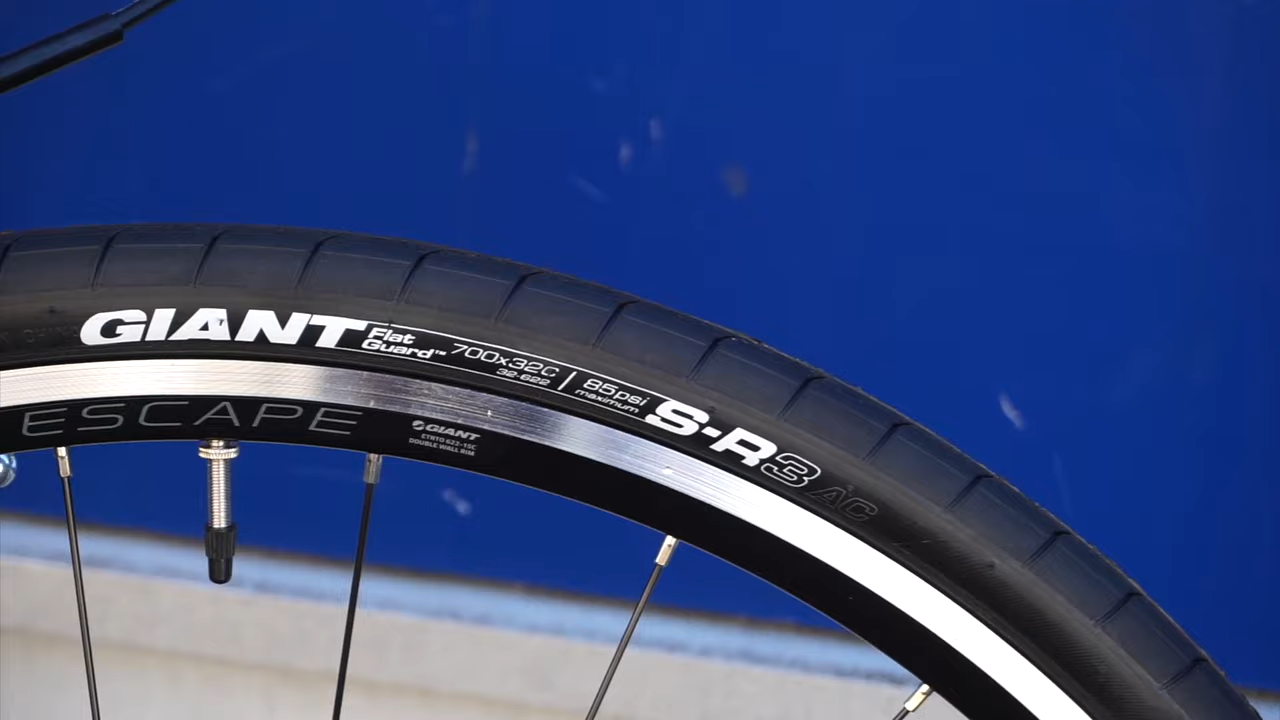 GIANT
Flat
Guard™
700x32C
32-622
85psi
maximum
S-R3 AC
ESCAPE
GIANT
ETRTO 622-15C
DOUBLE WALL RIM